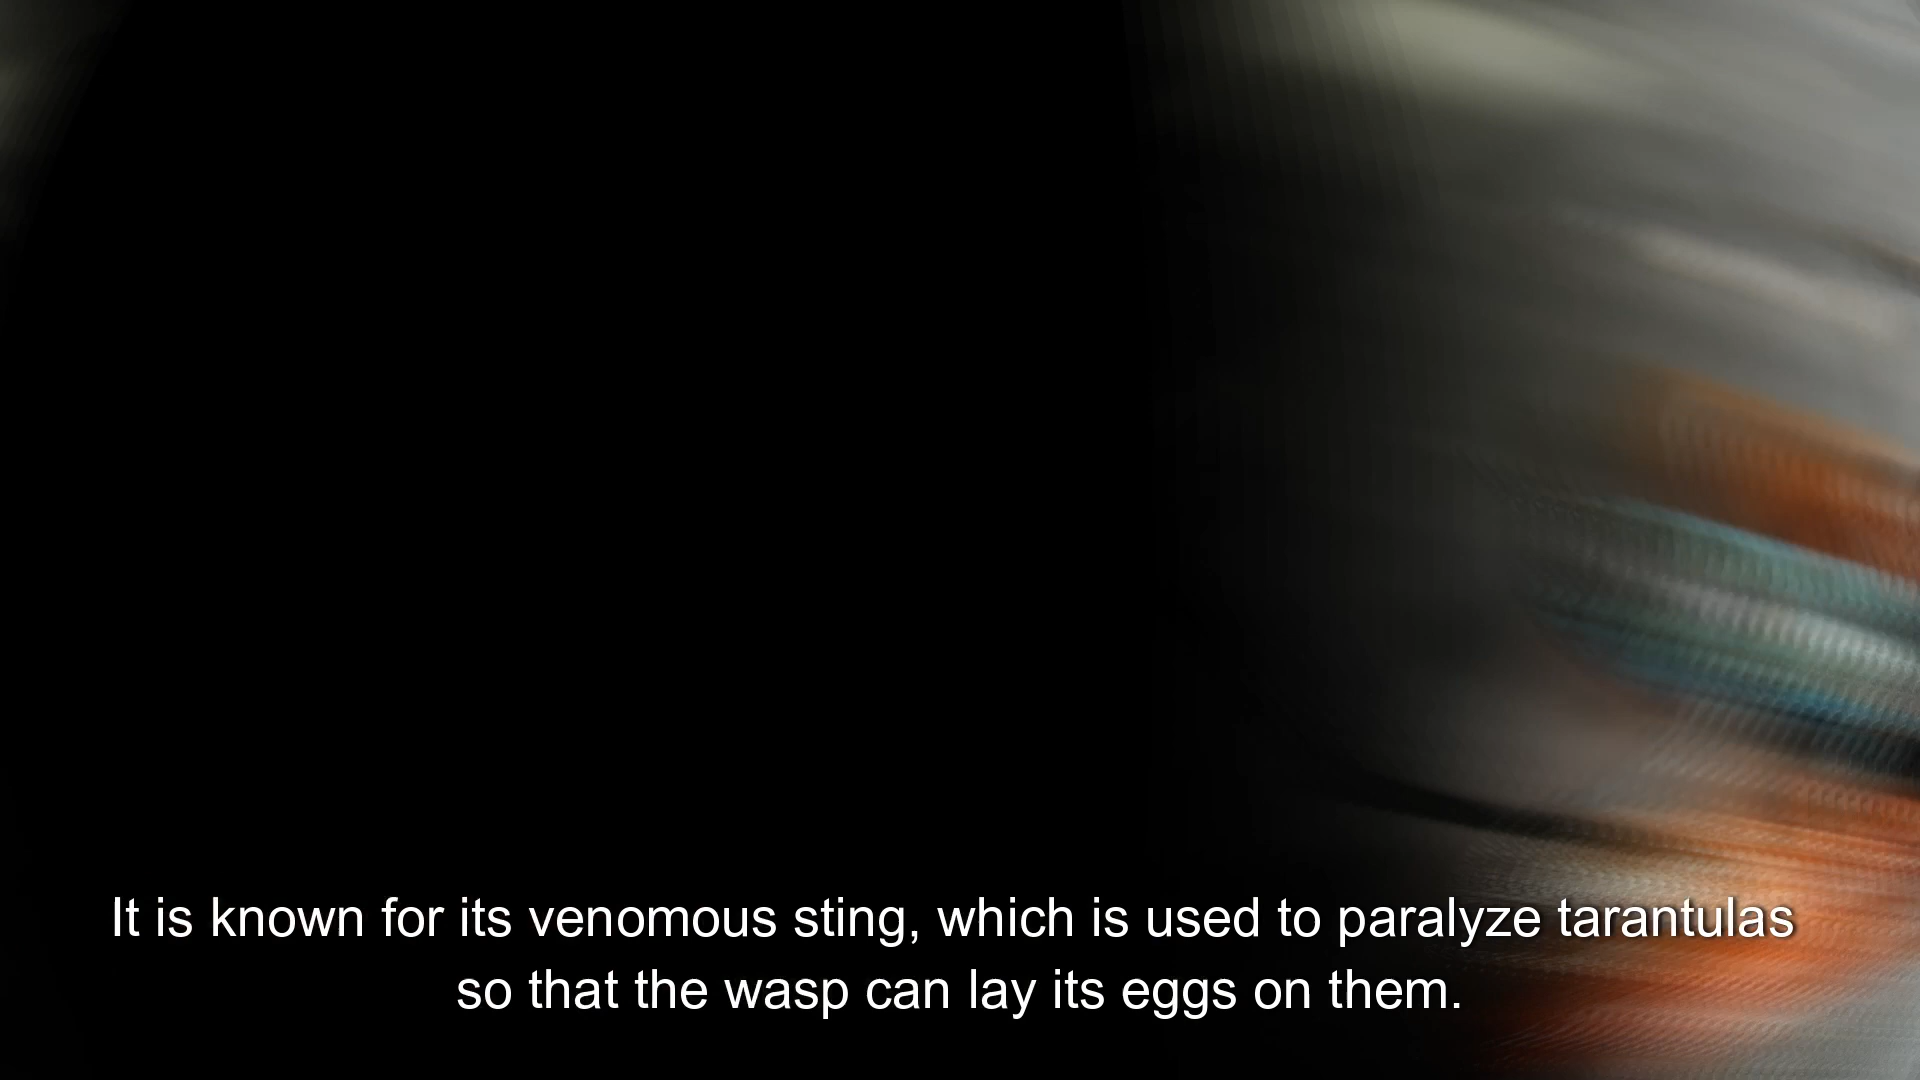 It is known for its venomous sting, which is used to paralyze tarantulas
so that the wasp can lay its eggs on them.